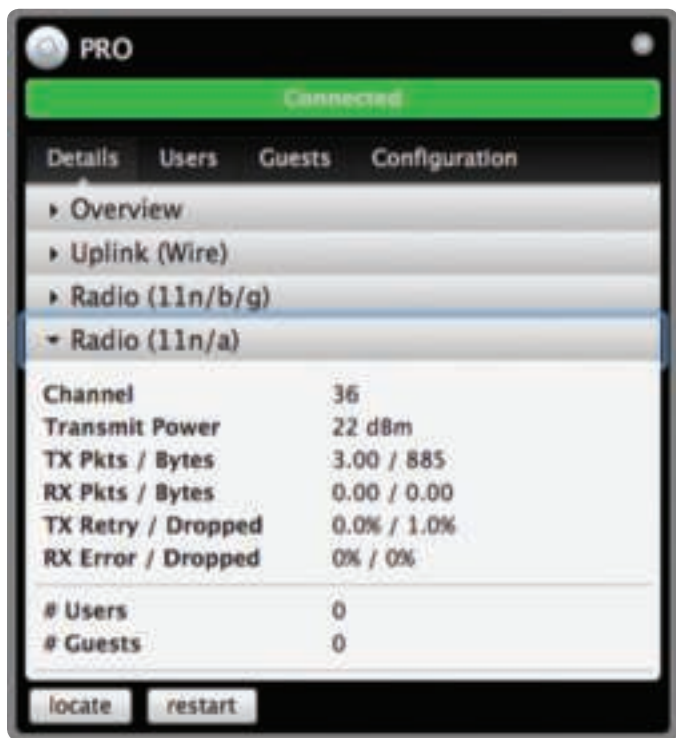 PRO
Connected
Details Users Guests Configuration
Overview
Uplink (Wire)
Radio (11n/b/g)
Radio (11n/a)
Channel 36
Transmit Power 22 dBm
TX Pkts / Bytes 3.00 / 885
RX Pkts / Bytes 0.00 / 0.00
TX Retry / Dropped 0.0% / 1.0%
RX Error / Dropped 0% / 0%
# Users 0
# Guests 0
locate restart